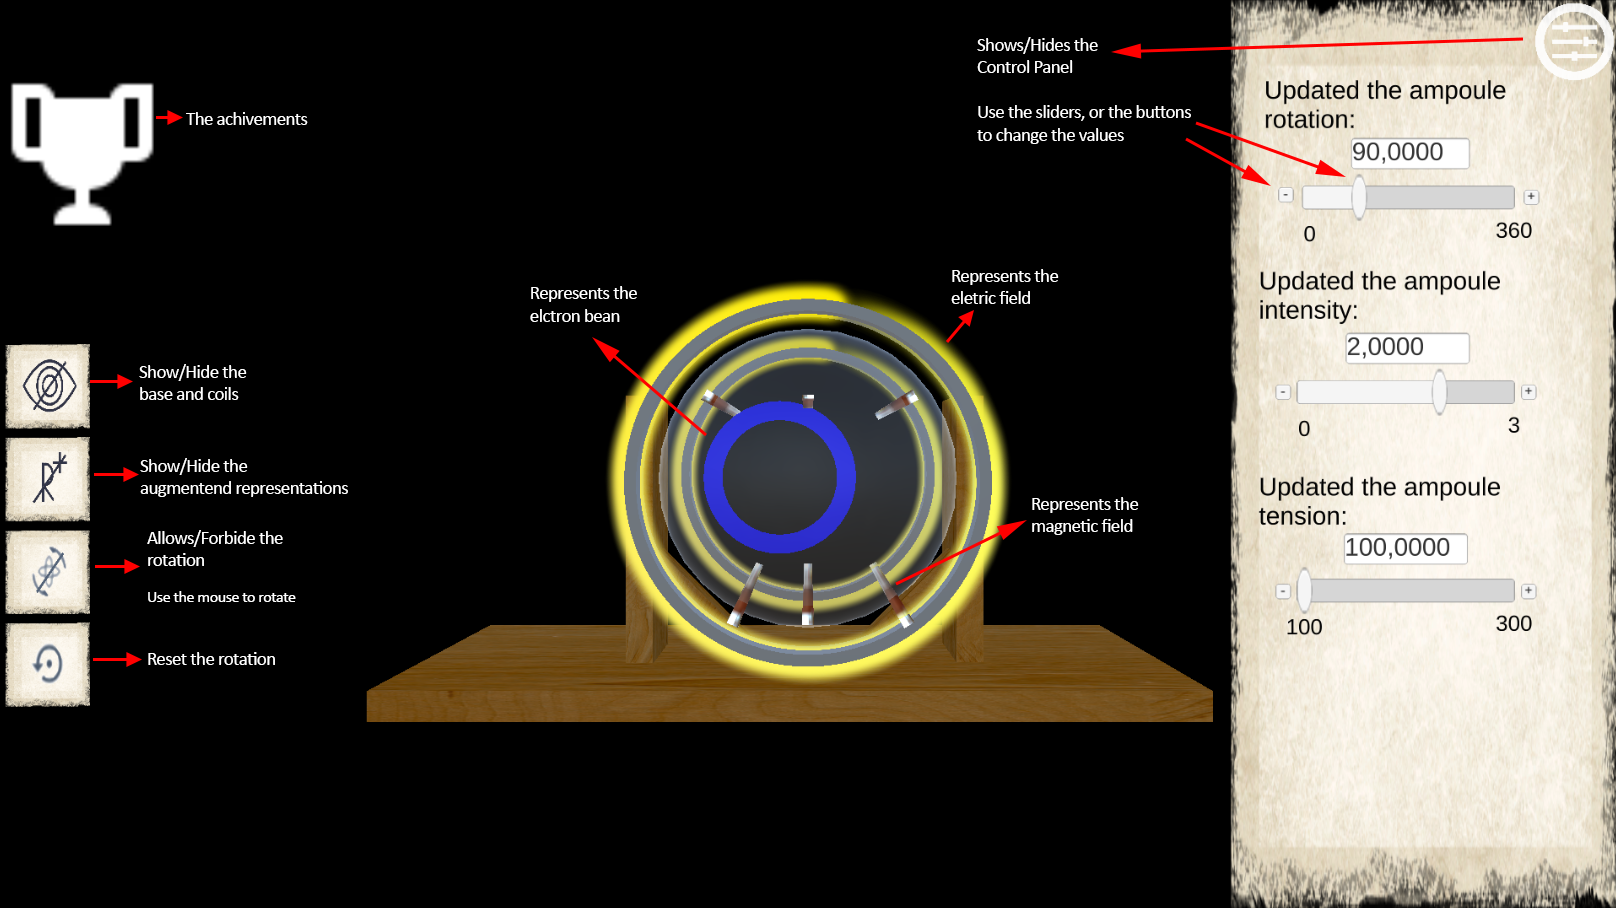 The achivements
Show/Hide the
base and coils
Show/Hide the
augmentend representations
Allows/Forbide the
rotation
Use the mouse to rotate
Reset the rotation
Represents the
elctron bean
Represents the
eletric field
Represents the
magnetic field
Shows/Hides the
Control Panel
Use the sliders, or the buttons
to change the values
Updated the ampoule
rotation:
90,0000
- +
0 360
Updated the ampoule
intensity:
2,0000
- +
0 3
Updated the ampoule
tension:
100,0000
- +
100 300